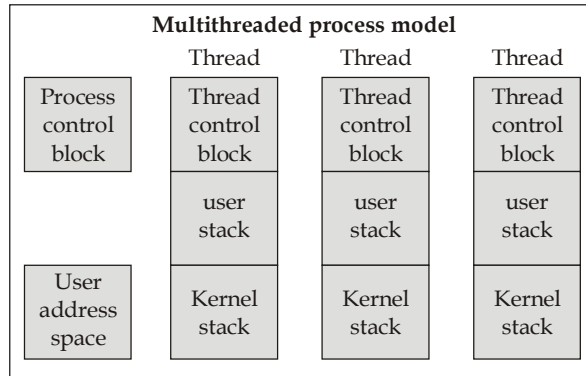 Multithreaded process model
Thread
Thread
Thread
Process
control
block
Thread
control
block
Thread
control
block
Thread
control
block
user
stack
user
stack
user
stack
User
address
space
Kernel
stack
Kernel
stack
Kernel
stack